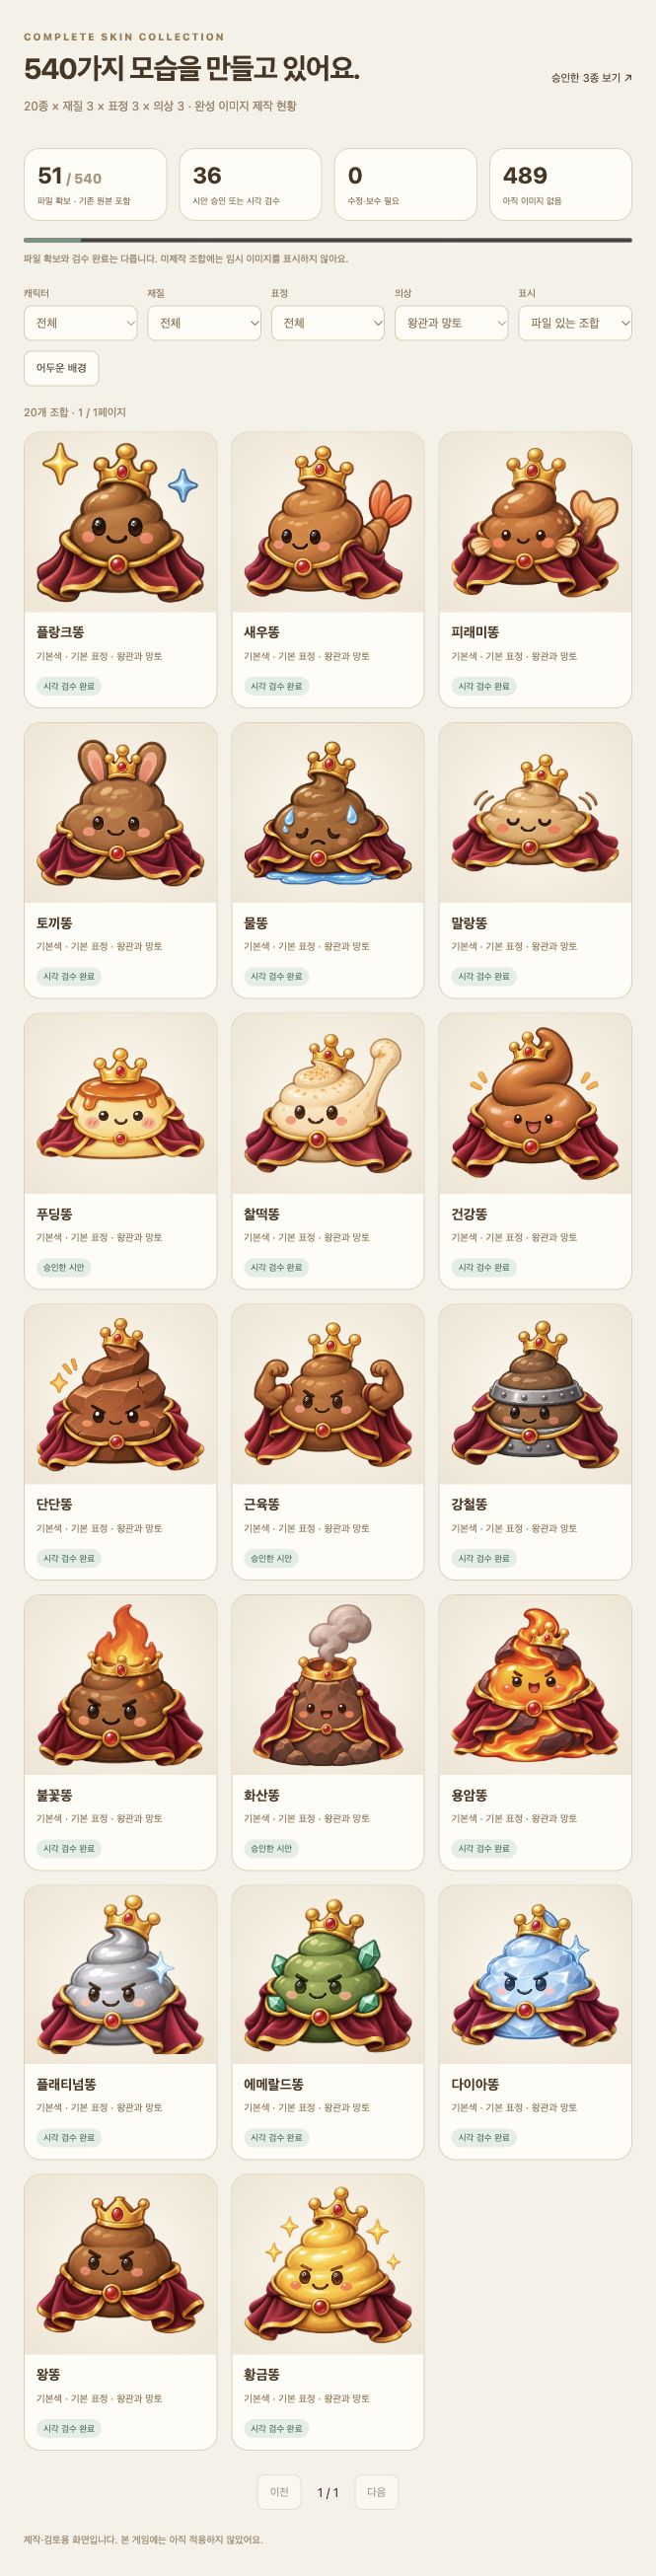 COMPLETE SKIN COLLECTION
540가지 모습을 만들고 있어요.
승인한 3종 보기 ↗
20종 × 재질 3 × 표정 3 × 의상 3 · 완성 이미지 제작 현황
51 / 540
파일 확보 · 기존 원본 포함
36
시안 승인 또는 시각 검수
0
수정·보수 필요
489
아직 이미지 없음
파일 확보와 검수 완료는 다릅니다. 미제작 조합에는 임시 이미지를 표시하지 않아요.
캐릭터
재질
표정
의상
표시
전체
전체
전체
왕관과 망토
파일 있는 조합
어두운 배경
20개 조합 · 1 / 1페이지
플랑크똥
기본색 · 기본 표정 · 왕관과 망토
시각 검수 완료
새우똥
기본색 · 기본 표정 · 왕관과 망토
시각 검수 완료
피래미똥
기본색 · 기본 표정 · 왕관과 망토
시각 검수 완료
토끼똥
기본색 · 기본 표정 · 왕관과 망토
시각 검수 완료
물똥
기본색 · 기본 표정 · 왕관과 망토
시각 검수 완료
말랑똥
기본색 · 기본 표정 · 왕관과 망토
시각 검수 완료
푸딩똥
기본색 · 기본 표정 · 왕관과 망토
승인한 시안
찰떡똥
기본색 · 기본 표정 · 왕관과 망토
시각 검수 완료
건강똥
기본색 · 기본 표정 · 왕관과 망토
시각 검수 완료
단단똥
기본색 · 기본 표정 · 왕관과 망토
시각 검수 완료
근육똥
기본색 · 기본 표정 · 왕관과 망토
승인한 시안
강철똥
기본색 · 기본 표정 · 왕관과 망토
시각 검수 완료
불꽃똥
기본색 · 기본 표정 · 왕관과 망토
시각 검수 완료
화산똥
기본색 · 기본 표정 · 왕관과 망토
승인한 시안
용암똥
기본색 · 기본 표정 · 왕관과 망토
시각 검수 완료
플래티넘똥
기본색 · 기본 표정 · 왕관과 망토
시각 검수 완료
에메랄드똥
기본색 · 기본 표정 · 왕관과 망토
시각 검수 완료
다이아똥
기본색 · 기본 표정 · 왕관과 망토
시각 검수 완료
왕똥
기본색 · 기본 표정 · 왕관과 망토
시각 검수 완료
황금똥
기본색 · 기본 표정 · 왕관과 망토
시각 검수 완료
이전
1 / 1
다음
제작·검토용 화면입니다. 본 게임에는 아직 적용하지 않았어요.